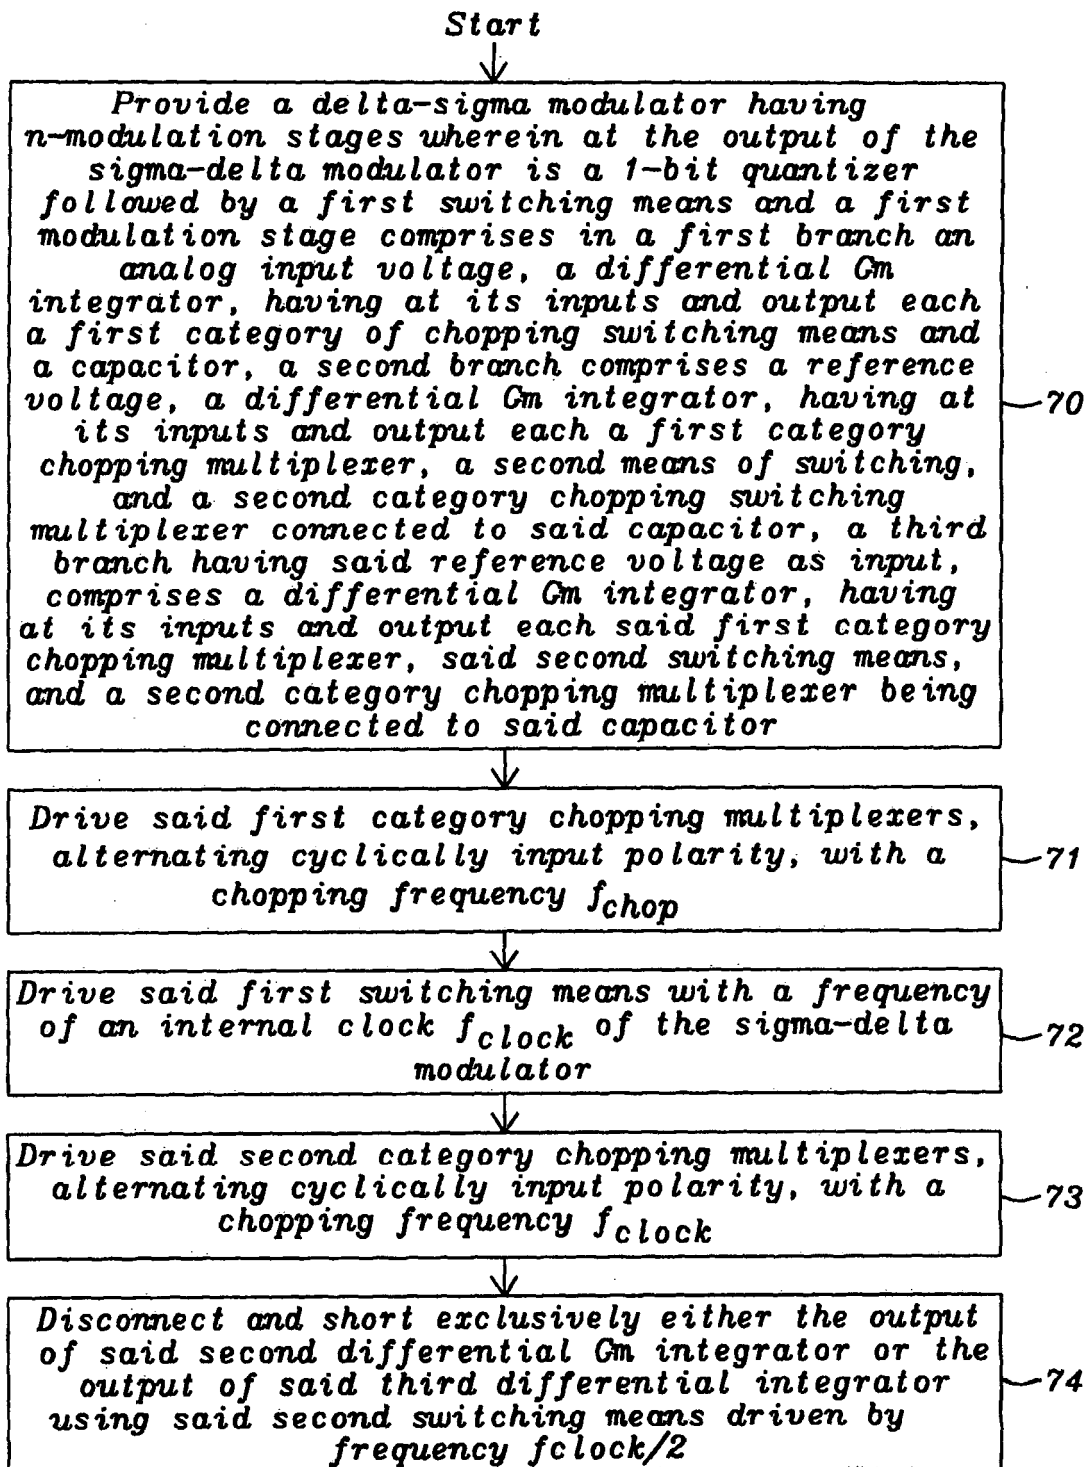 Start
Provide a delta-sigma modulator having
n-modulation stages wherein at the output of the
sigma-delta modulator is a 1-bit quantizer
followed by a first switching means and a first
modulation stage comprises in a first branch an
analog input voltage, a differential Gm
integrator, having at its inputs and output each
a first category of chopping switching means and
a capacitor, a second branch comprises a reference
voltage, a differential Gm integrator, having at
its inputs and output each a first category
chopping multiplexer, a second means of switching,
and a second category chopping switching
multiplexer connected to said capacitor, a third
branch having said reference voltage as input,
comprises a differential Gm integrator, having
at its inputs and output each said first category
chopping multiplexer, said second switching means,
and a second category chopping multiplexer being
connected to said capacitor
70
Drive said first category chopping multiplexers,
alternating cyclically input polarity, with a
chopping frequency fchop
71
Drive said first switching means with a frequency
of an internal clock fclock of the sigma-delta
modulator
72
Drive said second category chopping multiplexers,
alternating cyclically input polarity, with a
chopping frequency fclock
73
Disconnect and short exclusively either the output
of said second differential Gm integrator or the
output of said third differential integrator
using said second switching means driven by
frequency fclock/2
74